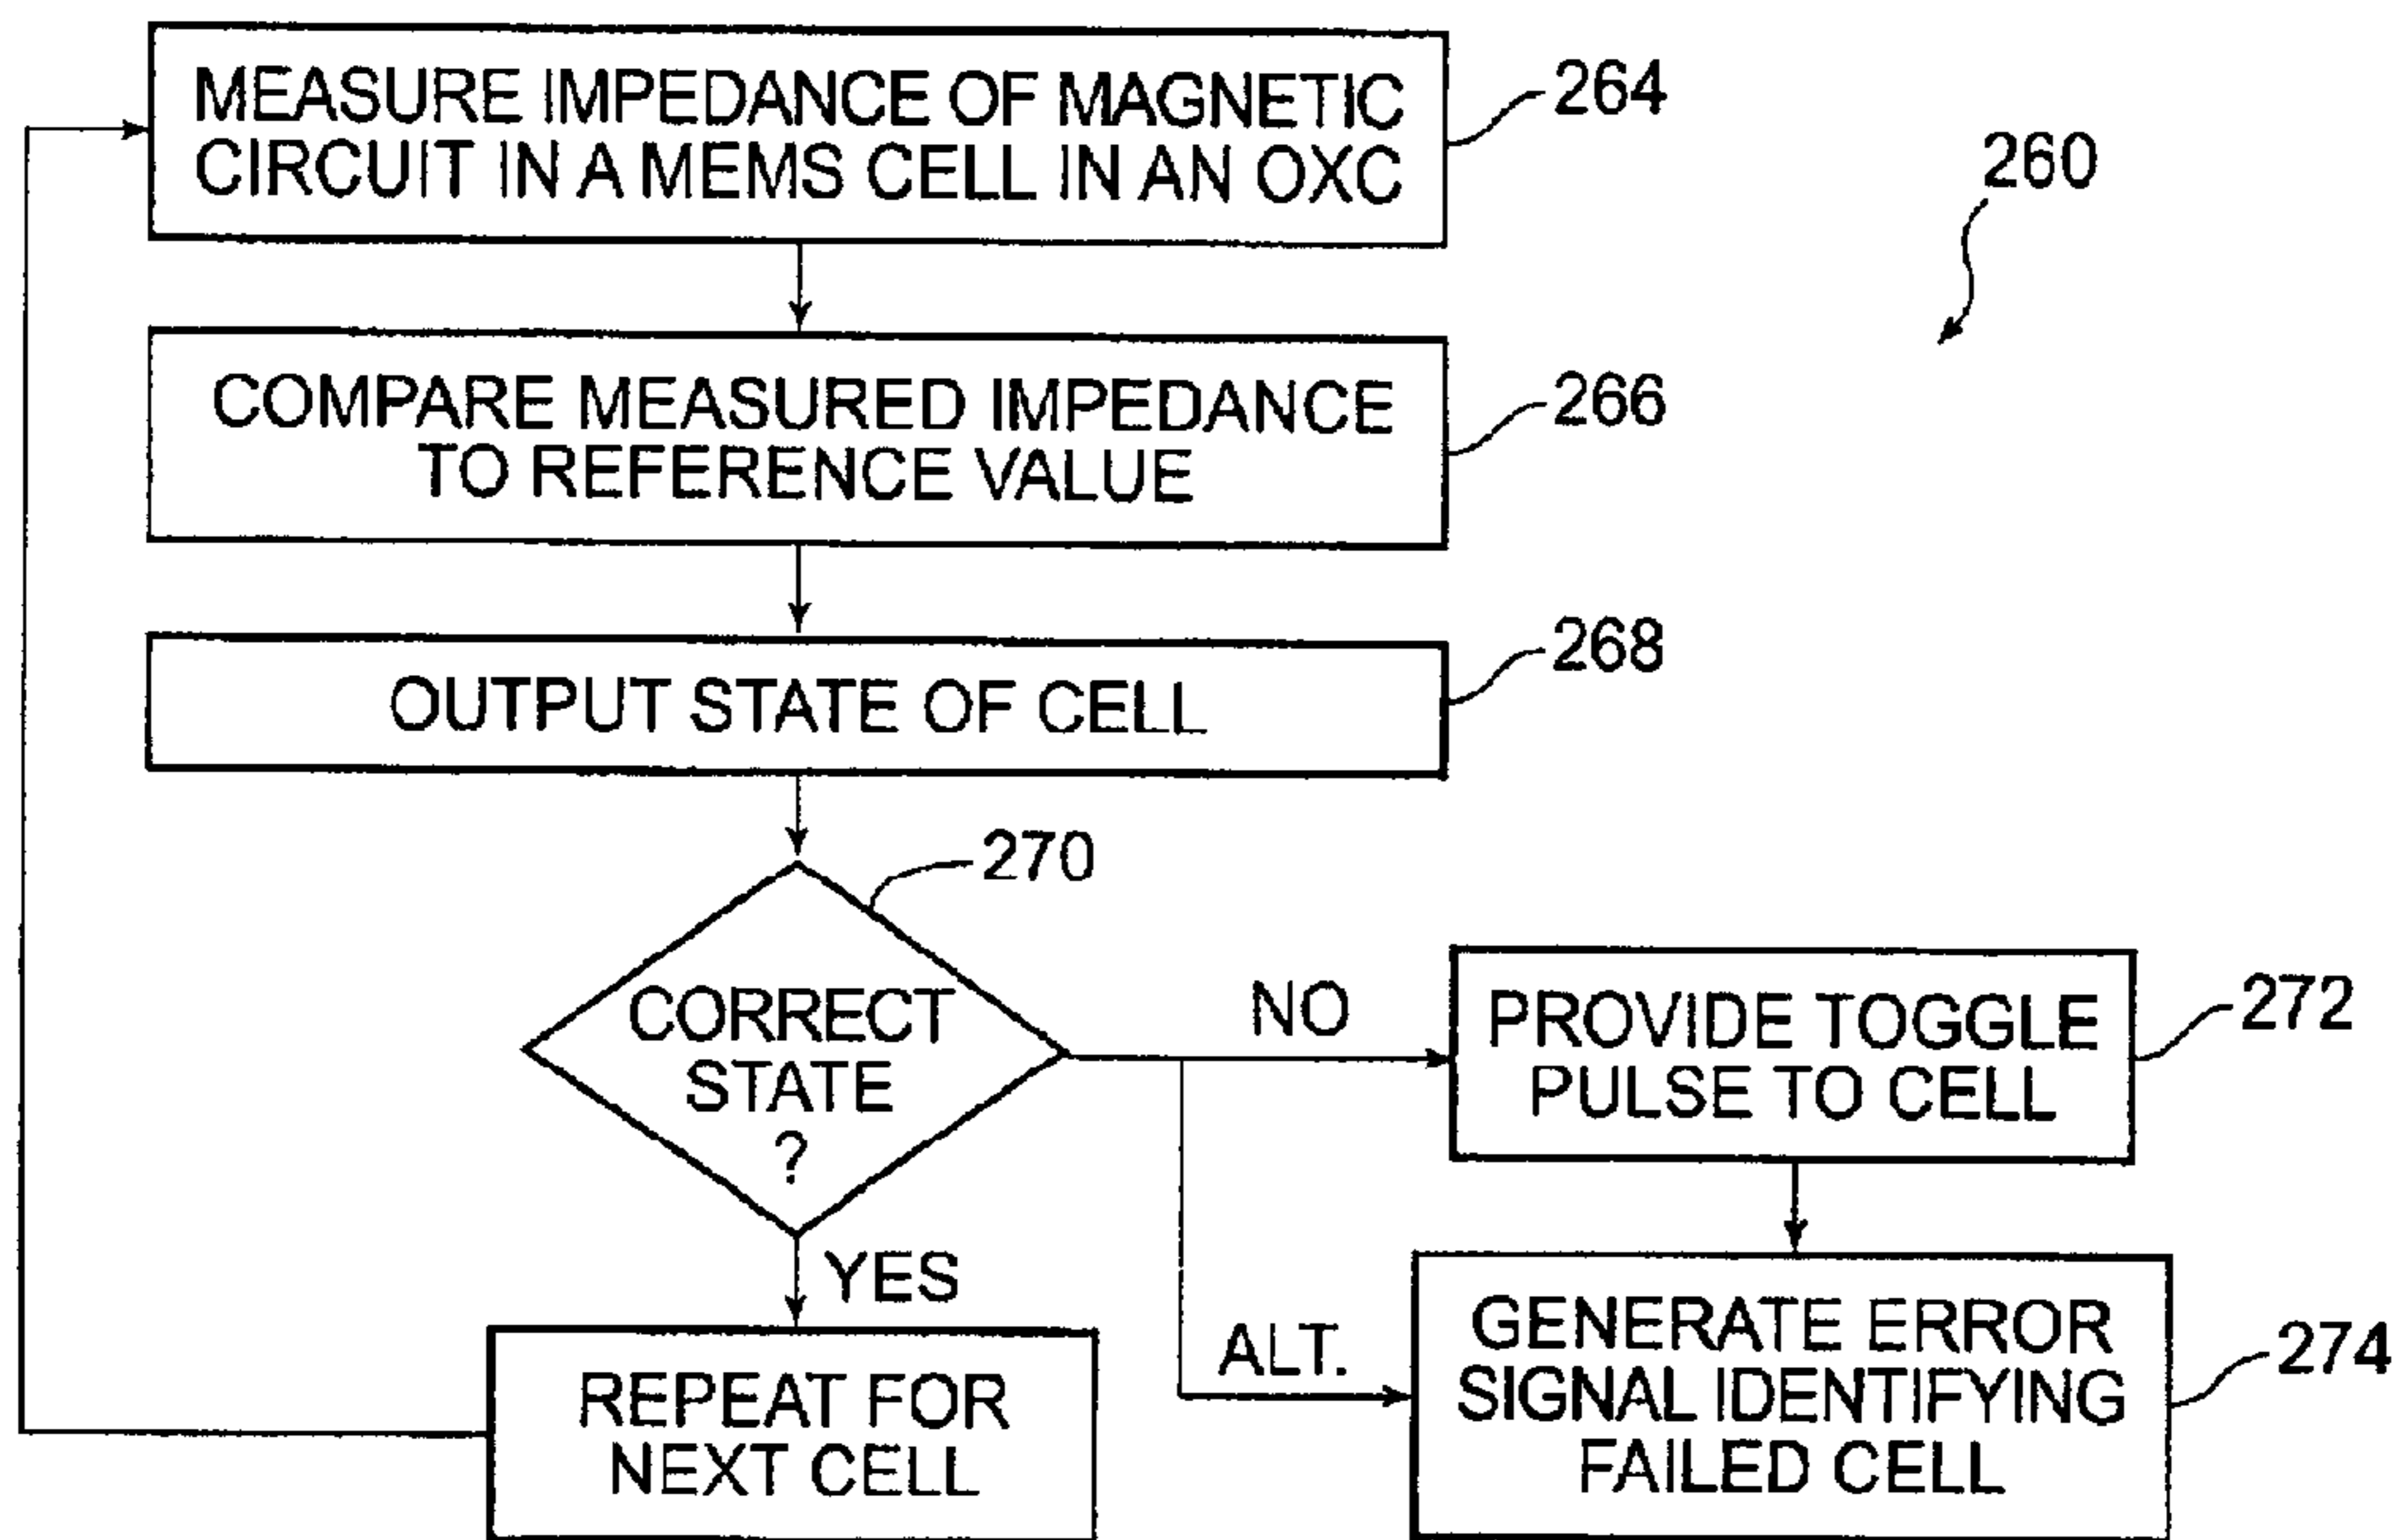 MEASURE IMPEDANCE OF MAGNETIC
CIRCUIT IN A MEMS CELL IN AN OXC
264
260
COMPARE MEASURED IMPEDANCE
TO REFERENCE VALUE
266
OUTPUT STATE OF CELL
268
270
CORRECT
STATE
?
NO
PROVIDE TOGGLE
PULSE TO CELL
272
YES
ALT.
GENERATE ERROR
SIGNAL IDENTIFYING
FAILED CELL
274
REPEAT FOR
NEXT CELL